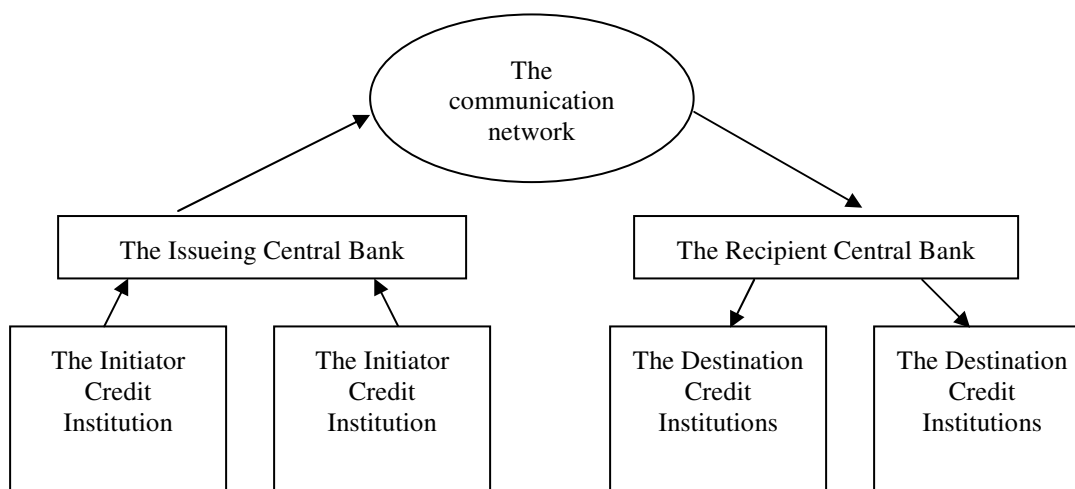 The
communication
network
The Issueing Central Bank
The Recipient Central Bank
The Initiator
Credit
Institution
The Initiator
Credit
Institution
The Destination
Credit
Institutions
The Destination
Credit
Institutions